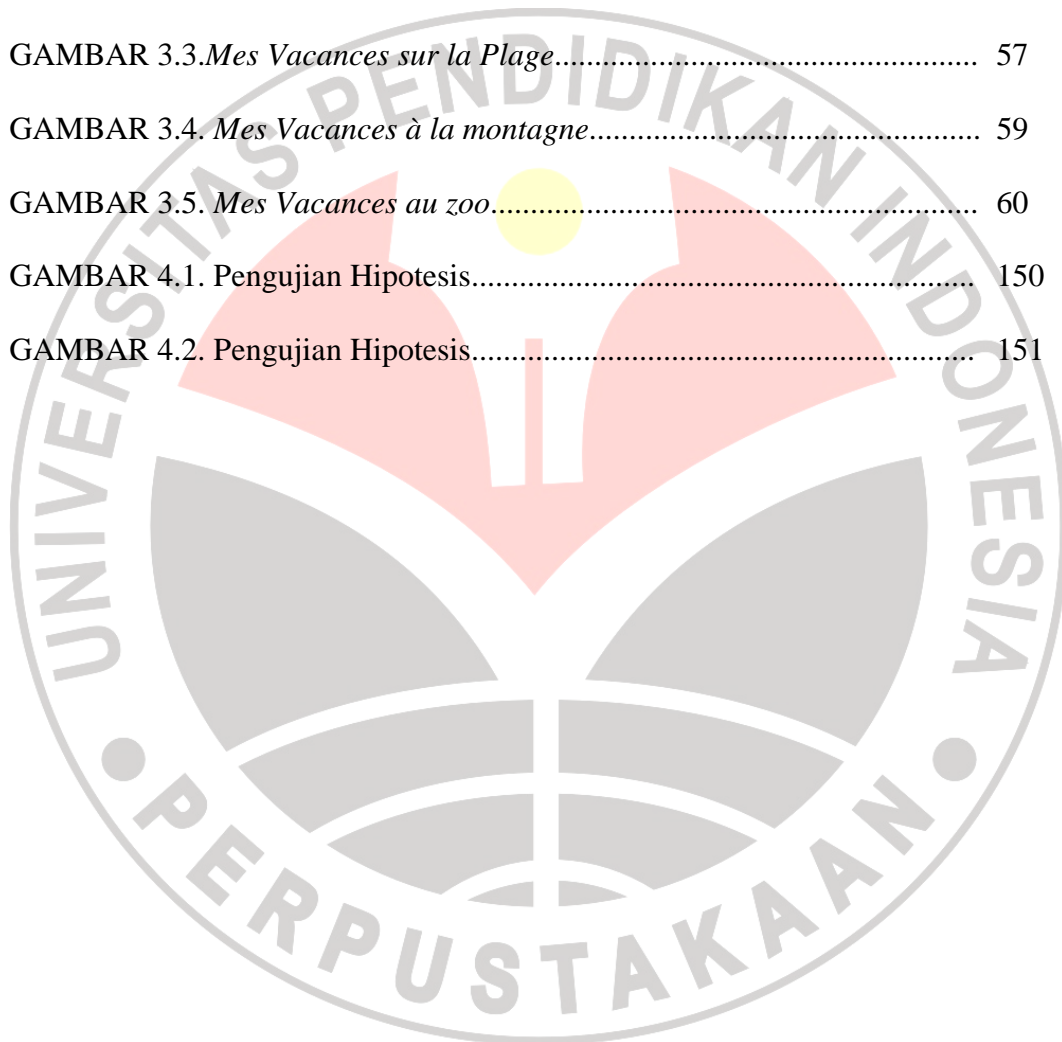 GAMBAR 3.3.Mes Vacances sur la Plage............................................................ 57
GAMBAR 3.4. Mes Vacances à la montagne........................................................ 59
GAMBAR 3.5. Mes Vacances au zoo..................................................................... 60
GAMBAR 4.1. Pengujian Hipotesis........................................................................ 150
GAMBAR 4.2. Pengujian Hipotesis........................................................................ 151
UNIVERSITAS PENDIDIKAN INDONESIA
PERPUSTAKAAN